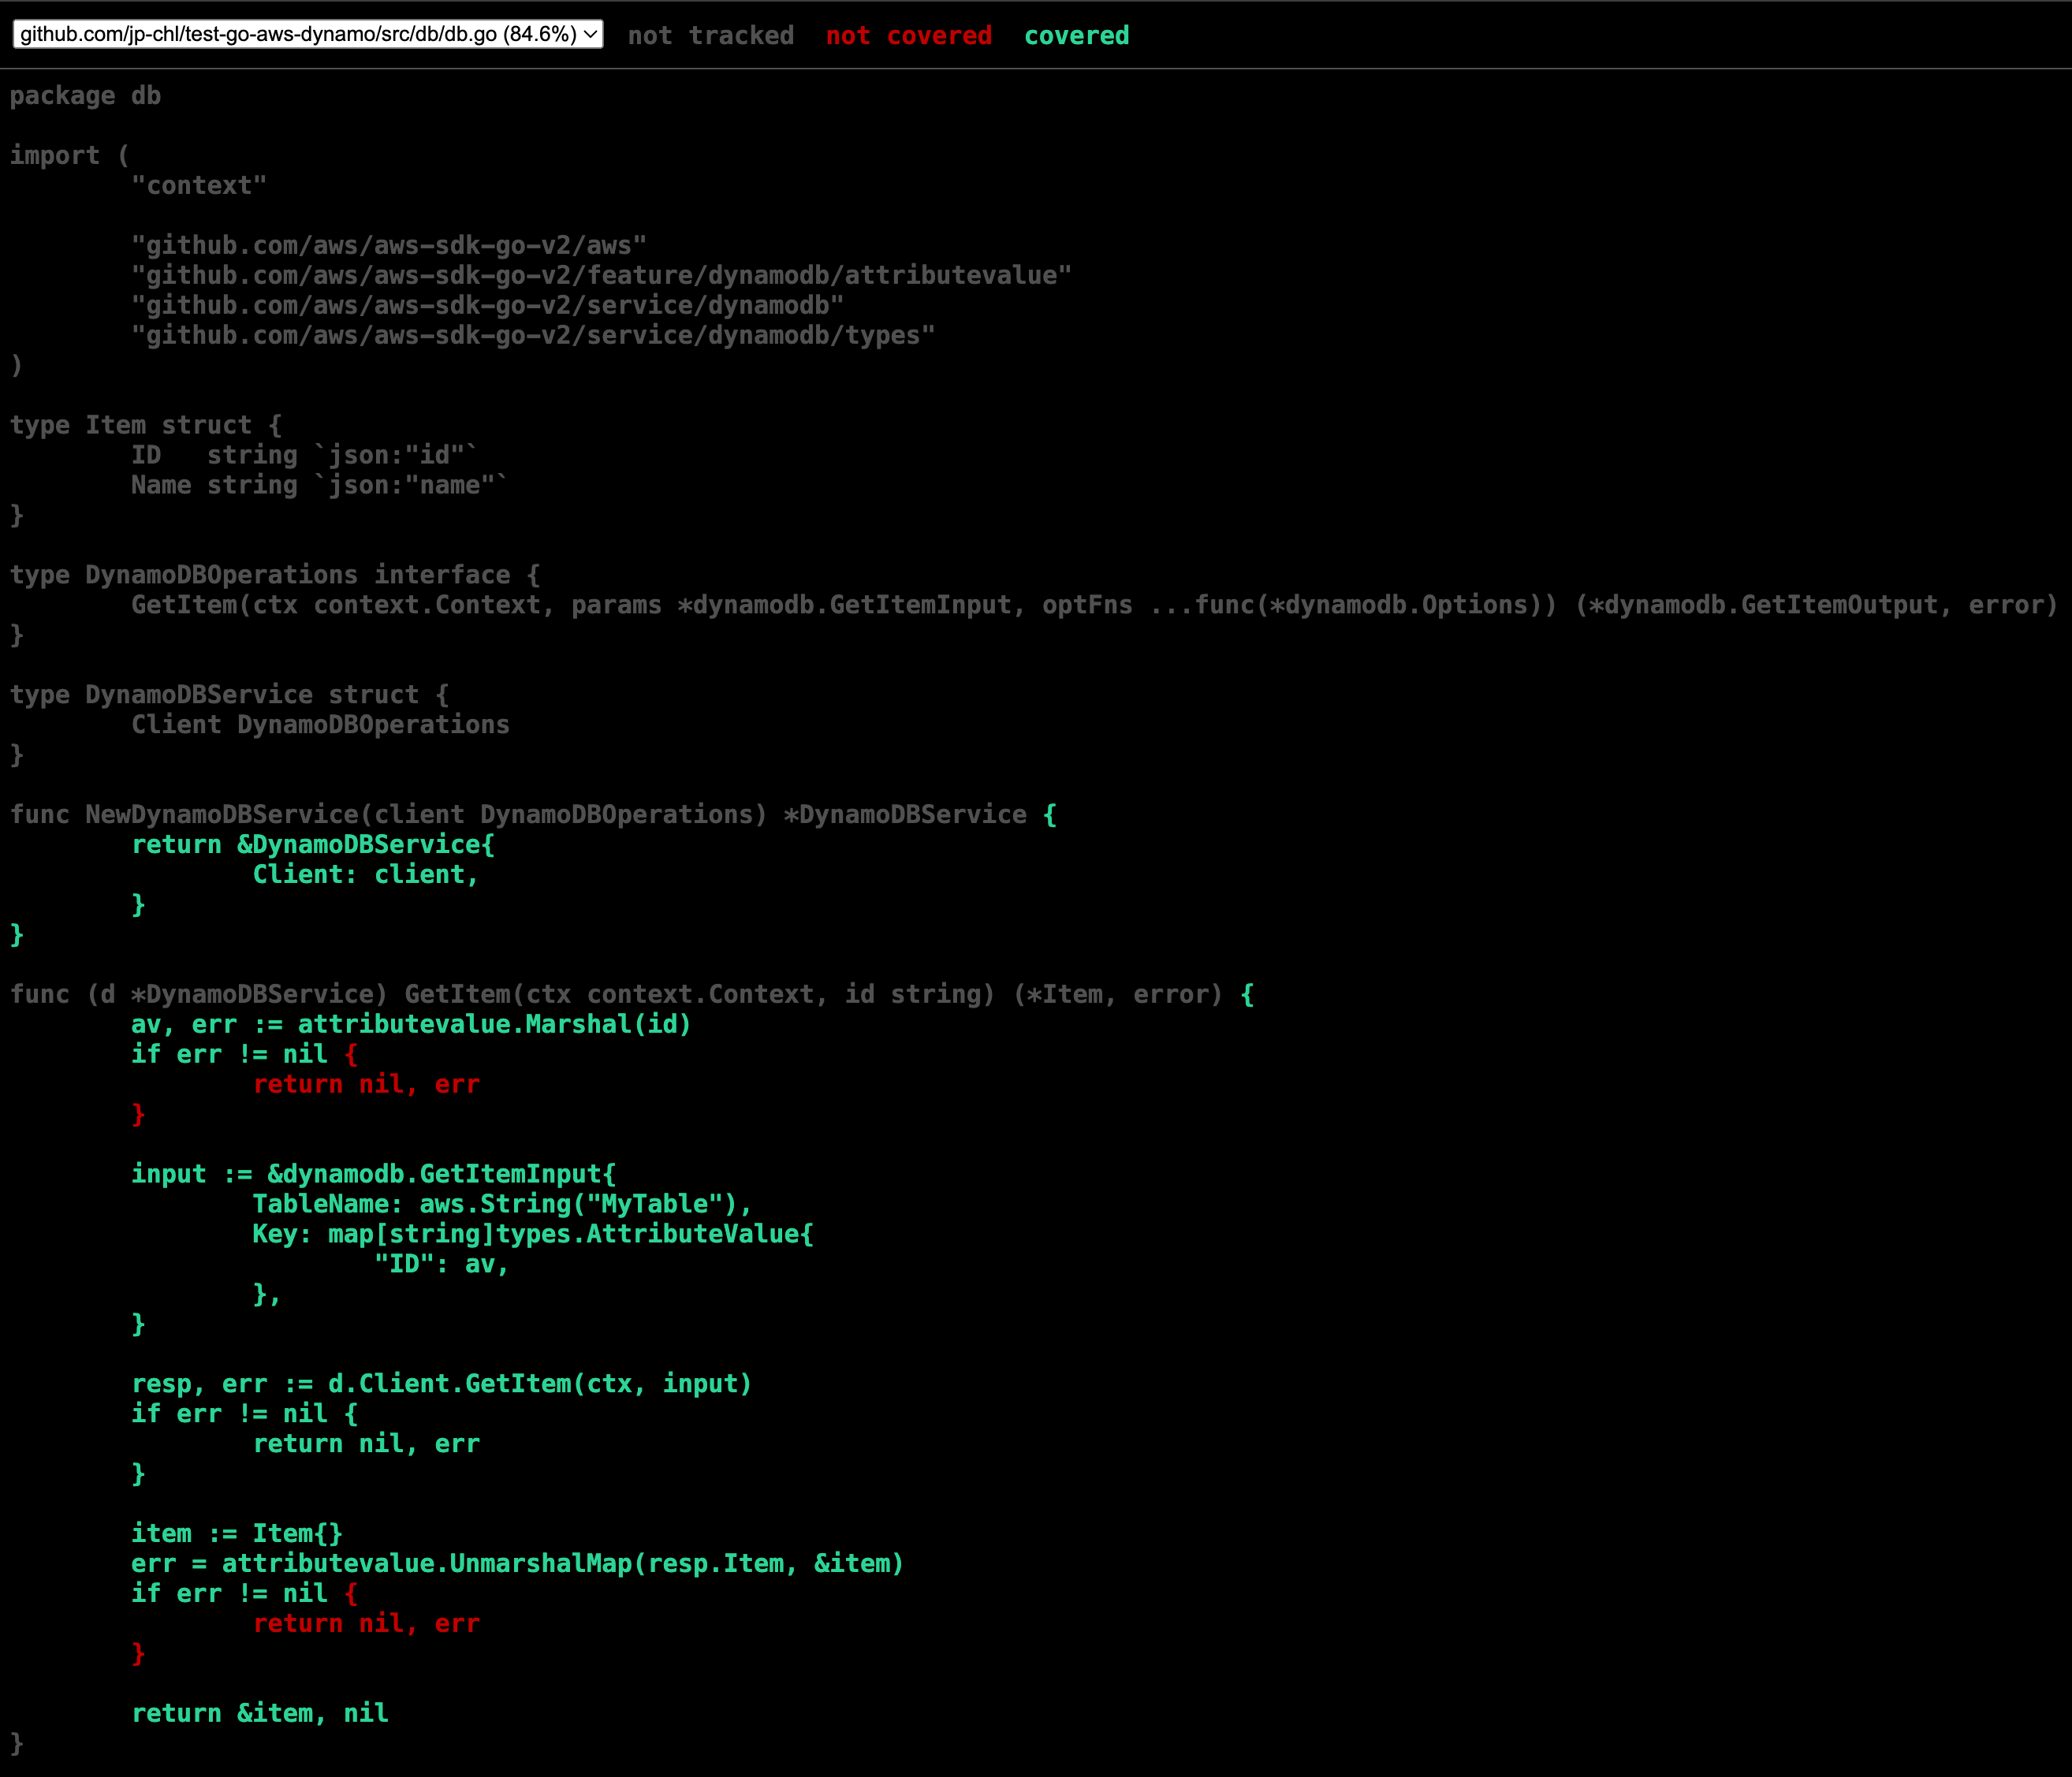 github.com/jp-chl/test-go-aws-dynamo/src/db/db.go (84.6%) not tracked not covered covered
package db
import (
"context"
"github.com/aws/aws-sdk-go-v2/aws"
"github.com/aws/aws-sdk-go-v2/feature/dynamodb/attributevalue"
"github.com/aws/aws-sdk-go-v2/service/dynamodb"
"github.com/aws/aws-sdk-go-v2/service/dynamodb/types"
)
type Item struct {
ID   string `json:"id"`
Name string `json:"name"`
}
type DynamoDBOperations interface {
GetItem(ctx context.Context, params *dynamodb.GetItemInput, optFns ...func(*dynamodb.Options)) (*dynamodb.GetItemOutput, error)
}
type DynamoDBService struct {
Client DynamoDBOperations
}
func NewDynamoDBService(client DynamoDBOperations) *DynamoDBService {
return &DynamoDBService{
Client: client,
}
}
func (d *DynamoDBService) GetItem(ctx context.Context, id string) (*Item, error) {
av, err := attributevalue.Marshal(id)
if err != nil {
return nil, err
}
input := &dynamodb.GetItemInput{
TableName: aws.String("MyTable"),
Key: map[string]types.AttributeValue{
"ID": av,
},
}
resp, err := d.Client.GetItem(ctx, input)
if err != nil {
return nil, err
}
item := Item{}
err = attributevalue.UnmarshalMap(resp.Item, &item)
if err != nil {
return nil, err
}
return &item, nil
}